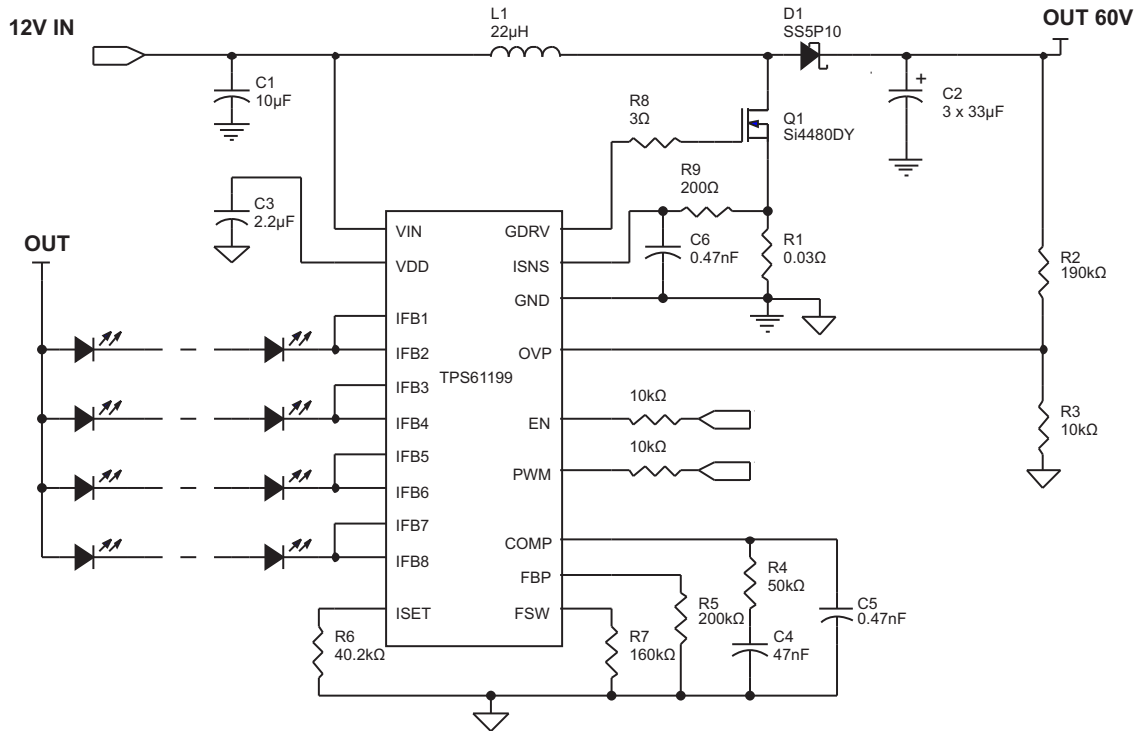 12V IN
L1
22µH
D1
SS5P10
OUT 60V
C1
10µF
R8
3Ω
Q1
Si4480DY
C2
3 x 33µF
+
C3
2.2µF
R9
200Ω
OUT
VIN
VDD
IFB1
IFB2
IFB3
IFB4
IFB5
IFB6
IFB7
IFB8
ISET
TPS61199
GDRV
ISNS
GND
OVP
EN
PWM
COMP
FBP
FSW
C6
0.47nF
R1
0.03Ω
R2
190kΩ
10kΩ
10kΩ
R3
10kΩ
R4
50kΩ
R5
200kΩ
C4
47nF
C5
0.47nF
R6
40.2kΩ
R7
160kΩ